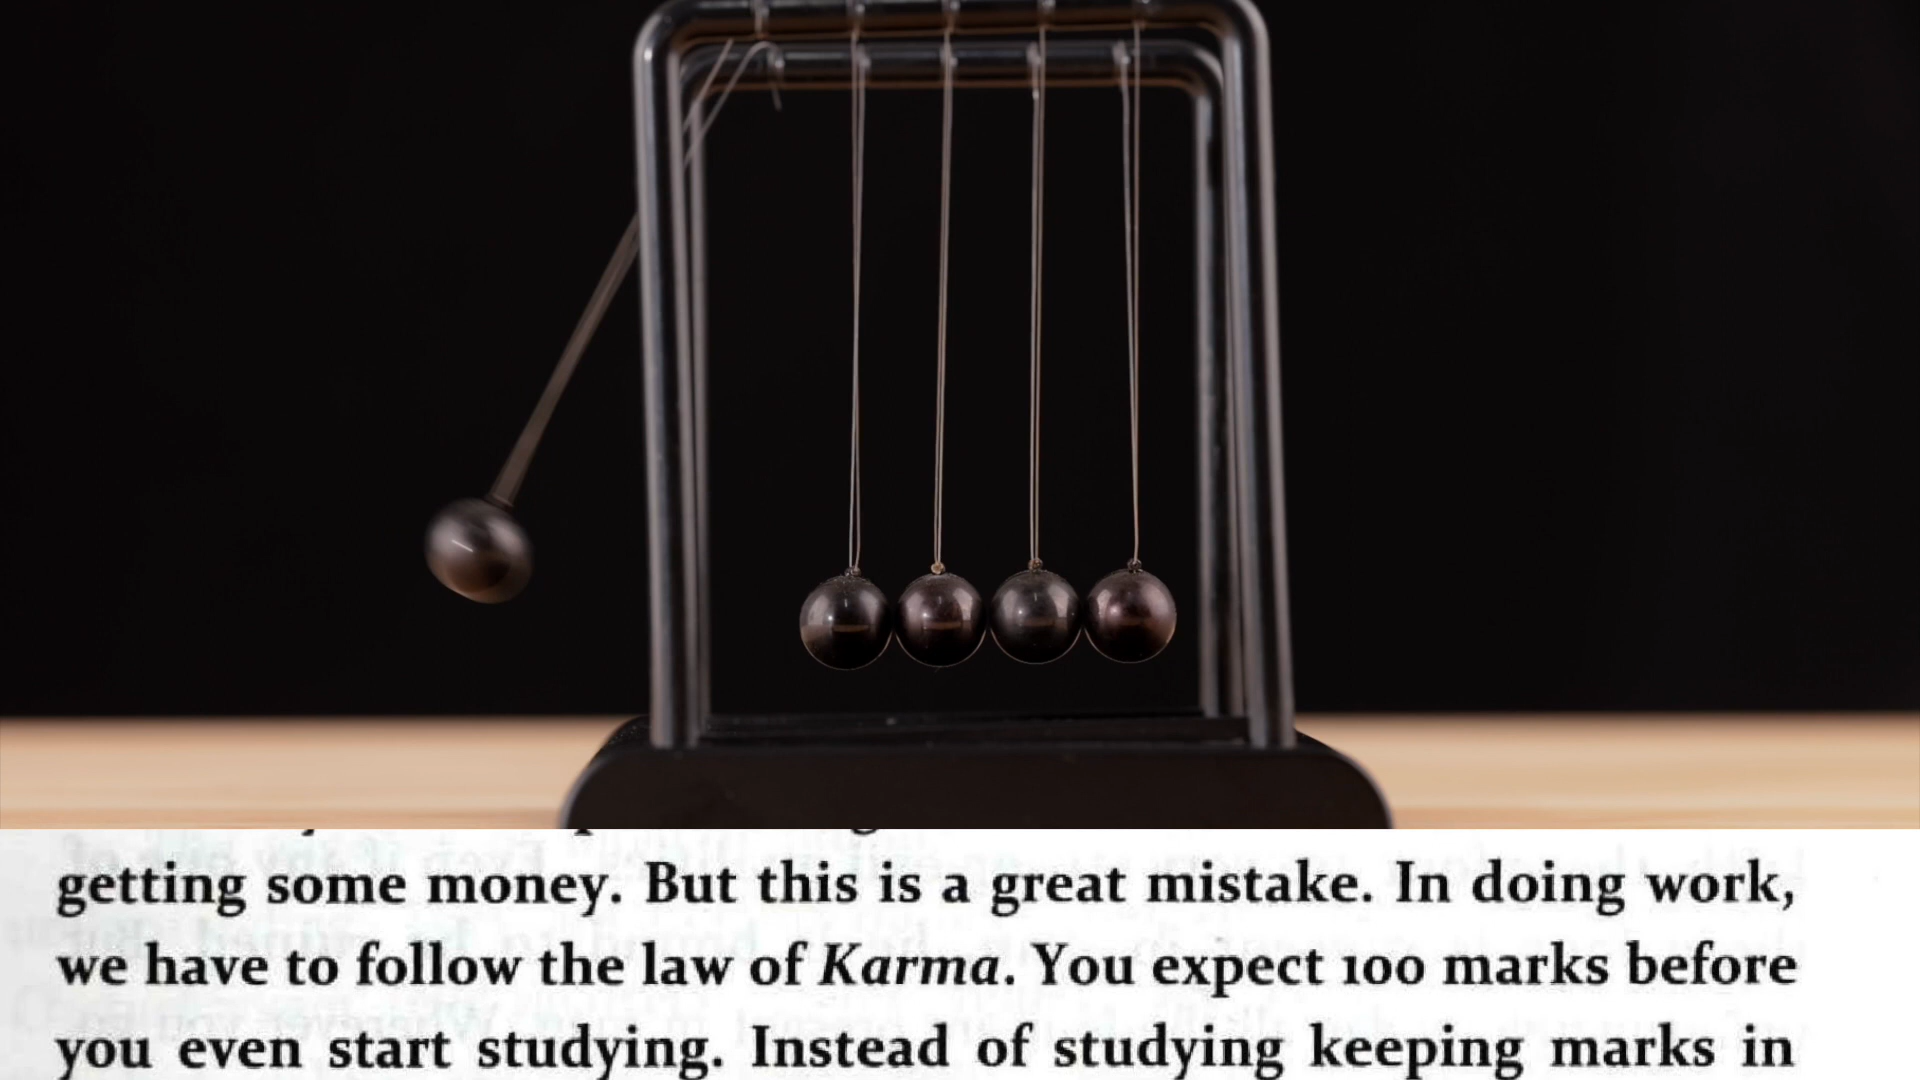 getting some money. But this is a great mistake. In doing work,
we have to follow the law of Karma. You expect 100 marks before
you even start studying. Instead of studying keeping marks in